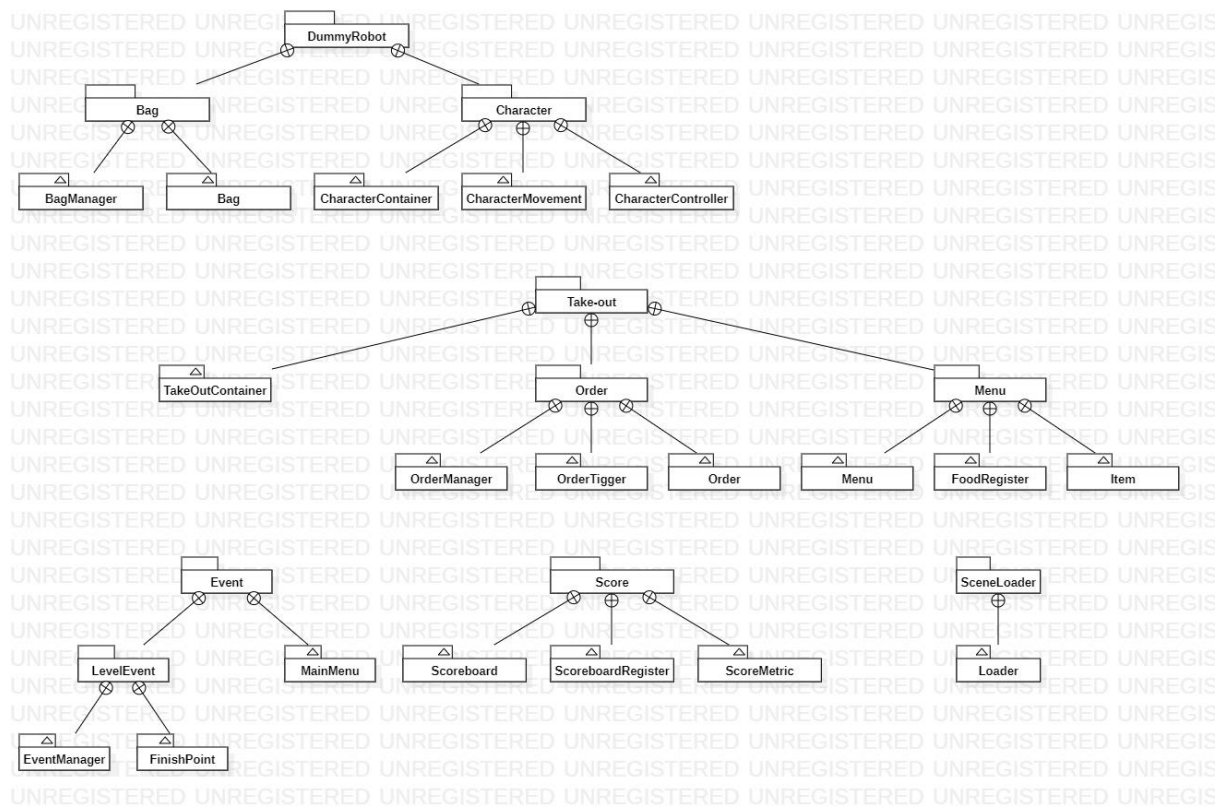 DummyRobot
Bag
Character
BagManager
Bag
CharacterContainer
CharacterMovement
CharacterController
Take-out
TakeOutContainer
Order
Menu
OrderManager
OrderTigger
Order
Menu
FoodRegister
Item
Event
Score
SceneLoader
LevelEvent
MainMenu
Scoreboard
ScoreboardRegister
ScoreMetric
Loader
EventManager
FinishPoint
UNREGISTERED